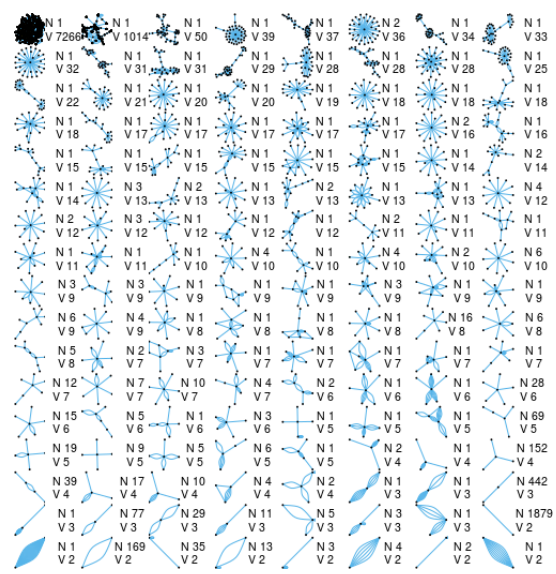 N 1 N 1 N 1 N 1 N 1 N 2 N 1 N 1
V 7266 V 1014 V 50 V 39 V 37 V 36 V 34 V 33
N 1 N 1 N 1 N 1 N 1 N 1 N 1 N 1
V 32 V 31 V 31 V 29 V 28 V 28 V 28 V 25
N 1 N 1 N 1 N 1 N 1 N 1 N 1 N 1
V 22 V 21 V 20 V 20 V 19 V 18 V 18 V 18
N 1 N 1 N 1 N 1 N 1 N 1 N 2 N 1
V 18 V 17 V 17 V 17 V 17 V 17 V 16 V 16
N 1 N 1 N 1 N 1 N 1 N 1 N 1 N 2
V 15 V 15 V 15 V 15 V 15 V 15 V 14 V 14
N 1 N 3 N 2 N 1 N 2 N 1 N 1 N 4
V 14 V 13 V 13 V 13 V 13 V 13 V 13 V 12
N 2 N 3 N 1 N 1 N 1 N 2 N 1 N 1
V 12 V 12 V 12 V 12 V 12 V 11 V 11 V 11
N 1 N 1 N 1 N 4 N 1 N 4 N 2 N 6
V 11 V 11 V 10 V 10 V 10 V 10 V 10 V 10
N 3 N 3 N 1 N 1 N 1 N 3 N 1 N 1
V 9 V 9 V 9 V 9 V 9 V 9 V 9 V 9
N 6 N 4 N 1 N 1 N 1 N 1 N 16 N 6
V 9 V 9 V 8 V 8 V 8 V 8 V 8 V 8
N 5 N 2 N 3 N 1 N 1 N 1 N 1 N 1
V 8 V 7 V 7 V 7 V 7 V 7 V 7 V 7
N 12 N 7 N 10 N 4 N 2 N 1 N 1 N 28
V 7 V 7 V 7 V 7 V 6 V 6 V 6 V 6
N 15 N 5 N 1 N 3 N 1 N 1 N 1 N 69
V 6 V 6 V 6 V 6 V 5 V 5 V 5 V 5
N 19 N 9 N 5 N 6 N 1 N 2 N 1 N 152
V 5 V 5 V 5 V 5 V 5 V 4 V 4 V 4
N 39 N 17 N 10 N 4 N 2 N 1 N 1 N 442
V 4 V 4 V 4 V 4 V 4 V 3 V 3 V 3
N 1 N 77 N 29 N 11 N 5 N 3 N 1 N 1879
V 3 V 3 V 3 V 3 V 3 V 3 V 3 V 2
N 1 N 169 N 35 N 13 N 3 N 4 N 2 N 1
V 2 V 2 V 2 V 2 V 2 V 2 V 2 V 2